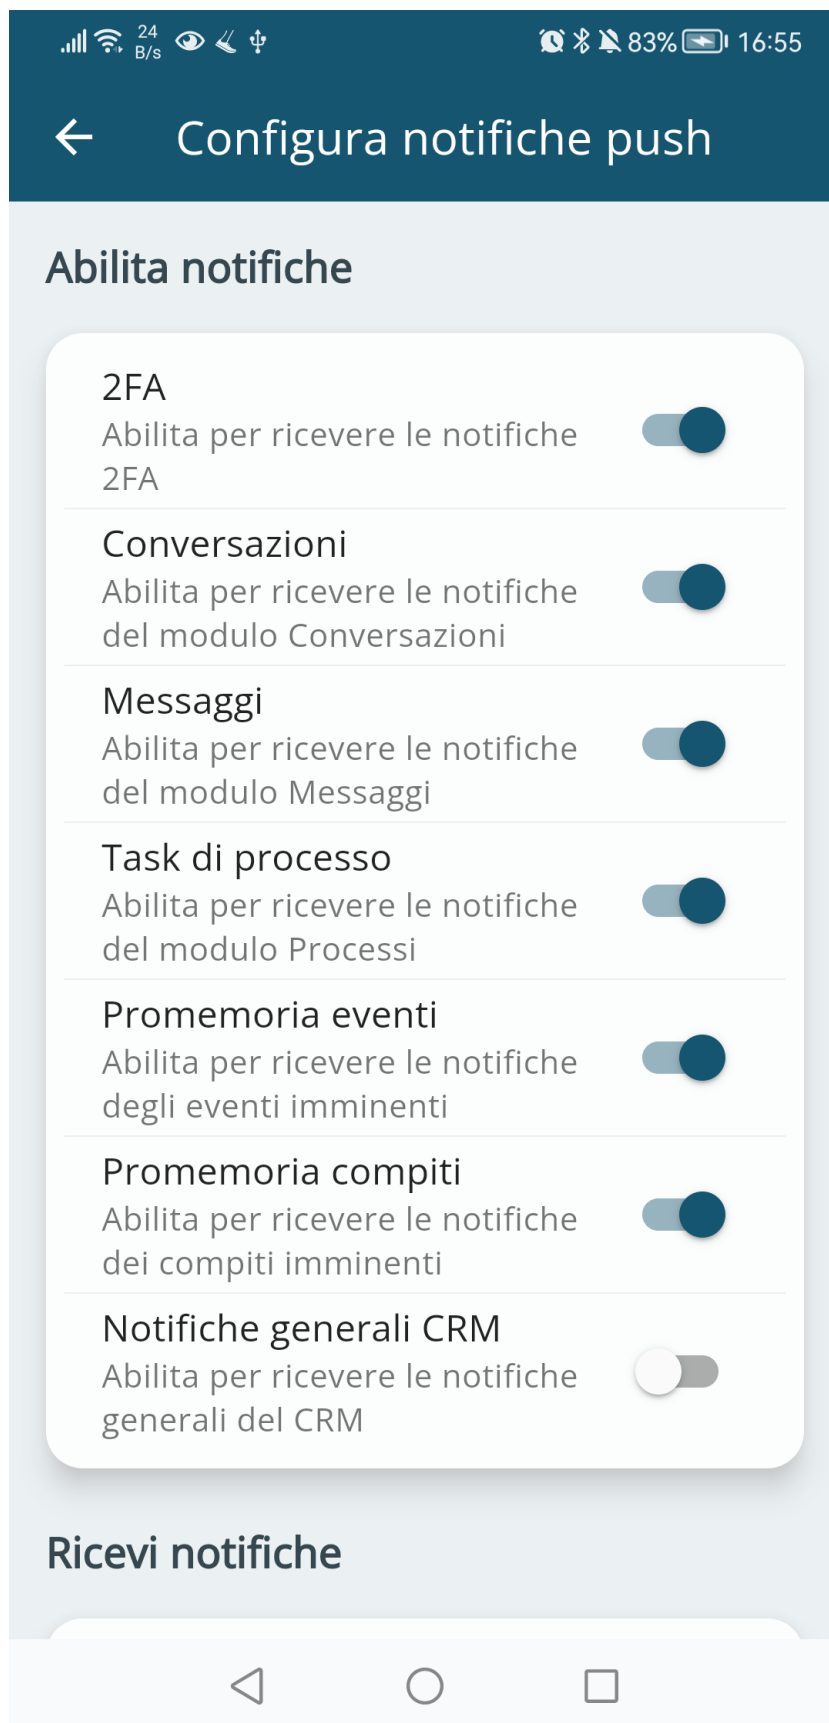 24
B/s
83%
16:55
Configura notifiche push
Abilita notifiche
2FA
Abilita per ricevere le notifiche
2FA
Conversazioni
Abilita per ricevere le notifiche
del modulo Conversazioni
Messaggi
Abilita per ricevere le notifiche
del modulo Messaggi
Task di processo
Abilita per ricevere le notifiche
del modulo Processi
Promemoria eventi
Abilita per ricevere le notifiche
degli eventi imminenti
Promemoria compiti
Abilita per ricevere le notifiche
dei compiti imminenti
Notifiche generali CRM
Abilita per ricevere le notifiche
generali del CRM
Ricevi notifiche